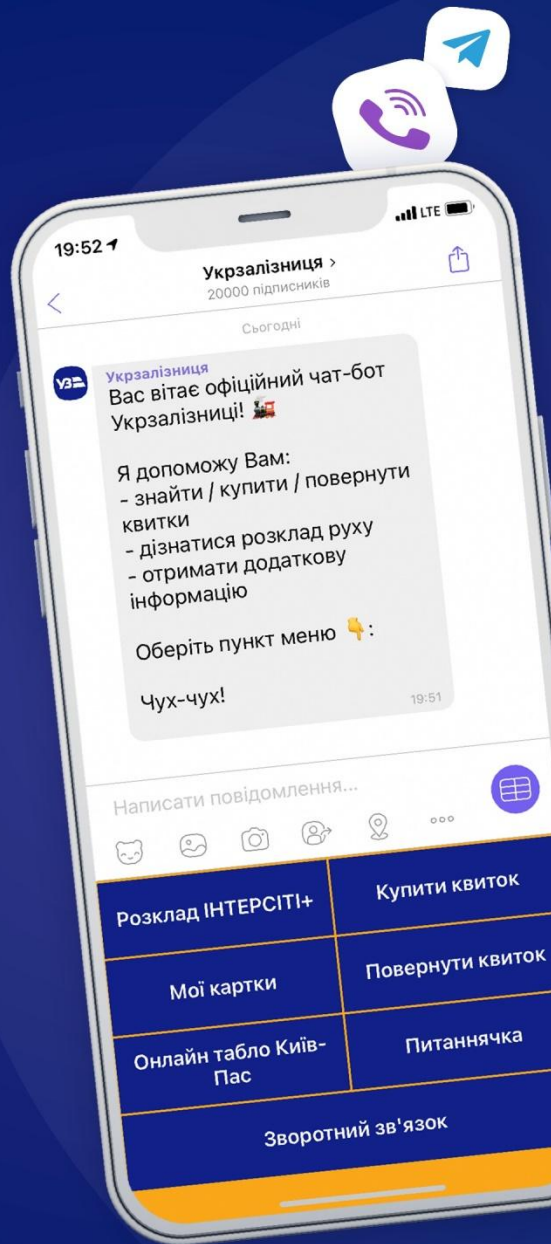 19:52
LTE
Укрзалізниця >
20000 підписників
Сьогодні
УЗ
Укрзалізниця
Вас вітає офіційний чат-бот
Укрзалізниці! 🚂
Я допоможу Вам:
- знайти / купити / повернути
квитки
- дізнатися розклад руху
- отримати додаткову
інформацію
Оберіть пункт меню 👇:
Чух-чух!
19:51
Написати повідомлення...
Розклад ІНТЕРСІТІ+
Купити квиток
Мої картки
Повернути квиток
Онлайн табло Київ-
Пас
Питаннячка
Зворотний зв'язок